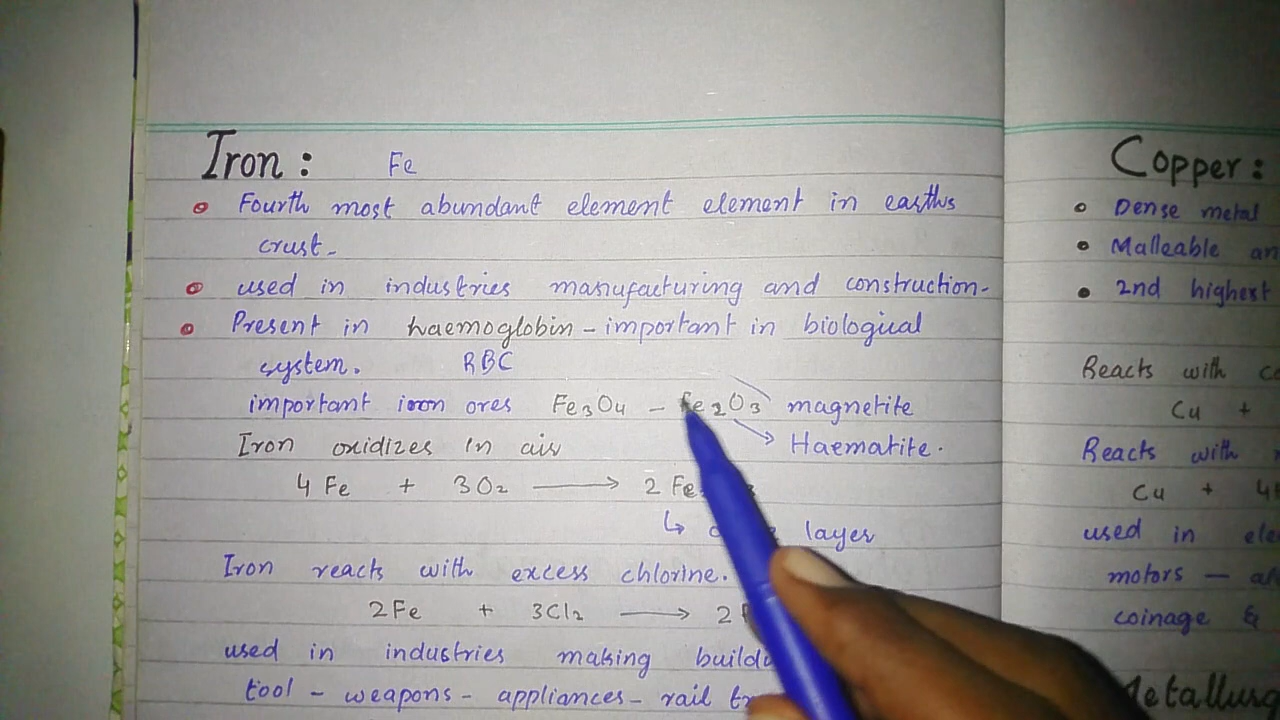 Iron : Fe
Fourth most abundant element element in earths
crust -
used in industries manufacturing and construction -
Present in haemoglobin - important in biological
system. RBC
important iron ores Fe3O4 - Fe2O3 magnetite
Haematite .
Iron oxidizes in air
4 Fe + 3O2 → 2 Fe
↳ layer
Iron reacts with excess chlorine.
2Fe + 3Cl2 → 2
used in industries making
tool - weapons - appliances - rail
Copper :
Dense metal
Malleable
2nd highest
Reacts with
Cu +
Reacts with
Cu + 4
used in
motors —
coinage &